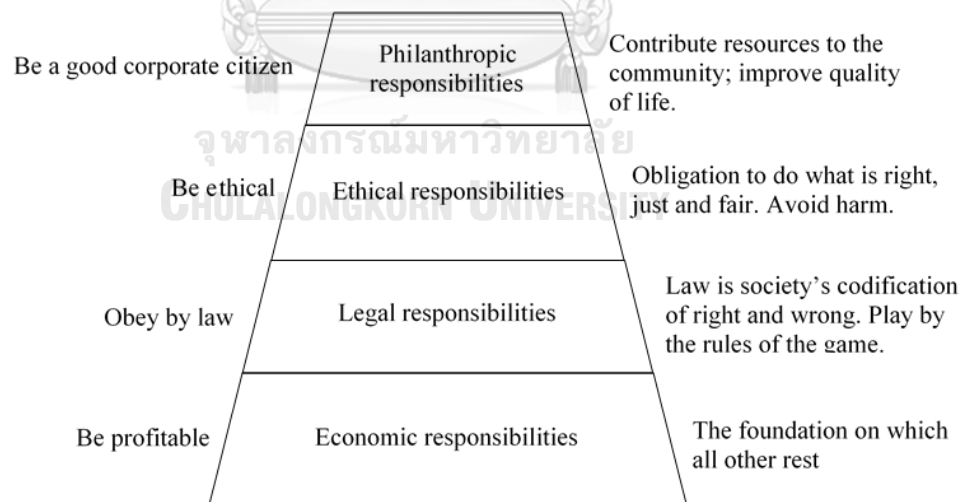 Be a good corporate citizen
Philanthropic
responsibilities
Contribute resources to the
community; improve quality
of life.
จุฬาลงกรณ์มหาวิทยาลัย
CHULALONGKORN UNIVERSITY
Be ethical
Ethical responsibilities
Obligation to do what is right,
just and fair. Avoid harm.
Obey by law
Legal responsibilities
Law is society’s codification
of right and wrong. Play by
the rules of the game.
Be profitable
Economic responsibilities
The foundation on which
all other rest